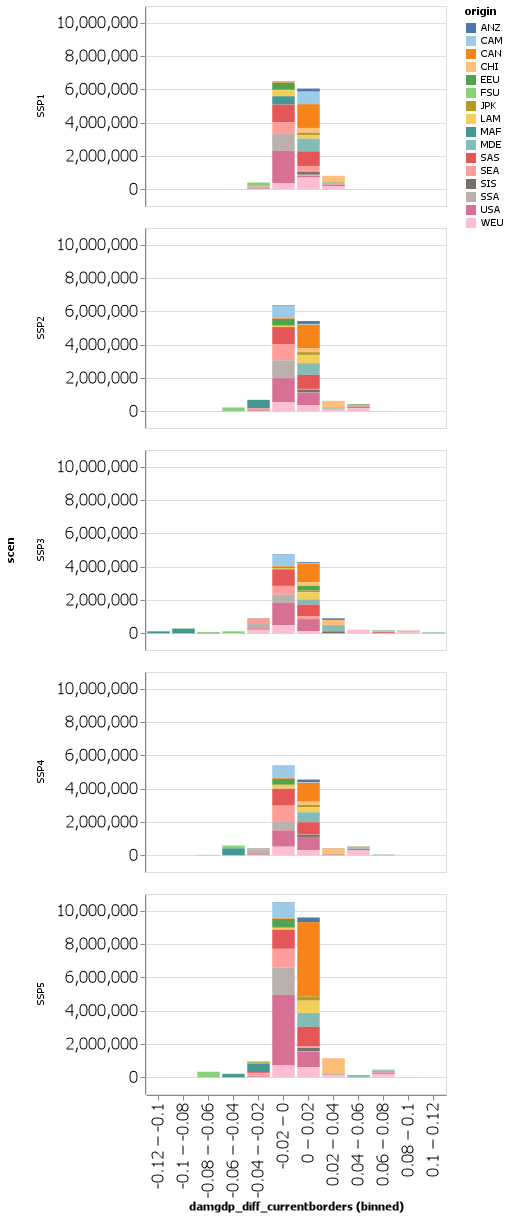 origin
ANZ
CAM
CAN
CHI
EEU
FSU
JPK
LAM
MAF
MDE
SAS
SEA
SIS
SSA
USA
WEU
10,000,000
8,000,000
6,000,000
4,000,000
2,000,000
0
SSP1
10,000,000
8,000,000
6,000,000
4,000,000
2,000,000
0
SSP2
10,000,000
8,000,000
6,000,000
4,000,000
2,000,000
0
SSP3
scen
10,000,000
8,000,000
6,000,000
4,000,000
2,000,000
0
SSP4
10,000,000
8,000,000
6,000,000
4,000,000
2,000,000
0
SSP5
-0.12 – -0.1
-0.1 – -0.08
-0.08 – -0.06
-0.06 – -0.04
-0.04 – -0.02
-0.02 – 0
0 – 0.02
0.02 – 0.04
0.04 – 0.06
0.06 – 0.08
0.08 – 0.1
0.1 – 0.12
damgdp_diff_currentborders (binned)